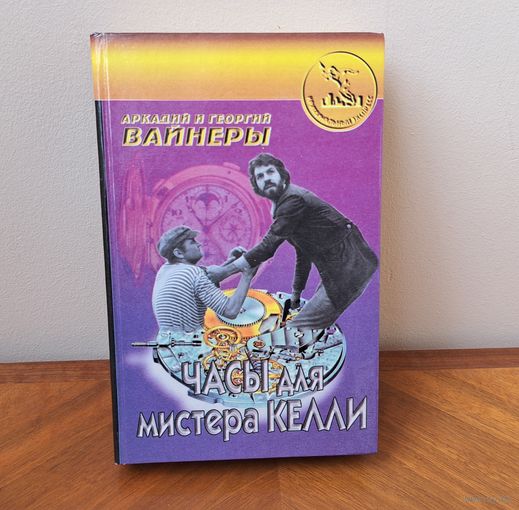 АРКАДИЙ И ГЕОРГИЙ
ВАЙНЕРЫ
ЧАСЫ для
мистера КЕЛЛИ